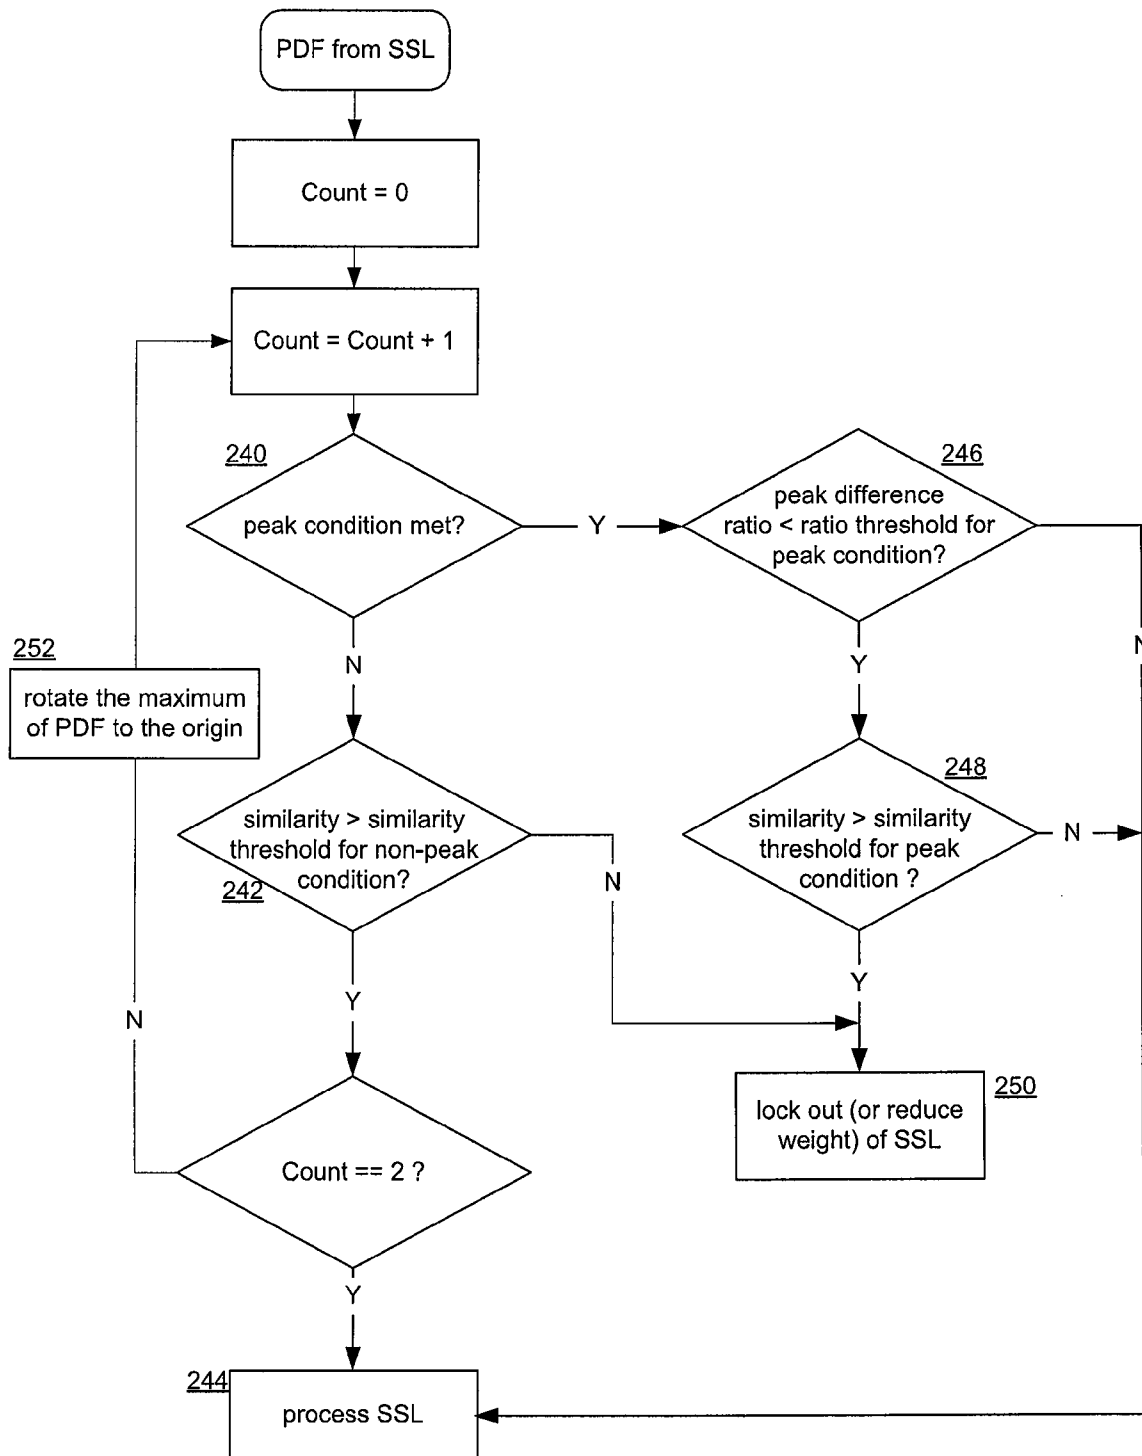 PDF from SSL
Count = 0
Count = Count + 1
240
peak condition met?
Y
246
peak difference
ratio < ratio threshold for
peak condition?
N
N
Y
252
rotate the maximum
of PDF to the origin
248
similarity > similarity
threshold for non-peak
condition?
242
similarity > similarity
threshold for peak
condition ?
N
N
Y
Y
N
250
lock out (or reduce
weight) of SSL
Count == 2 ?
Y
244
process SSL